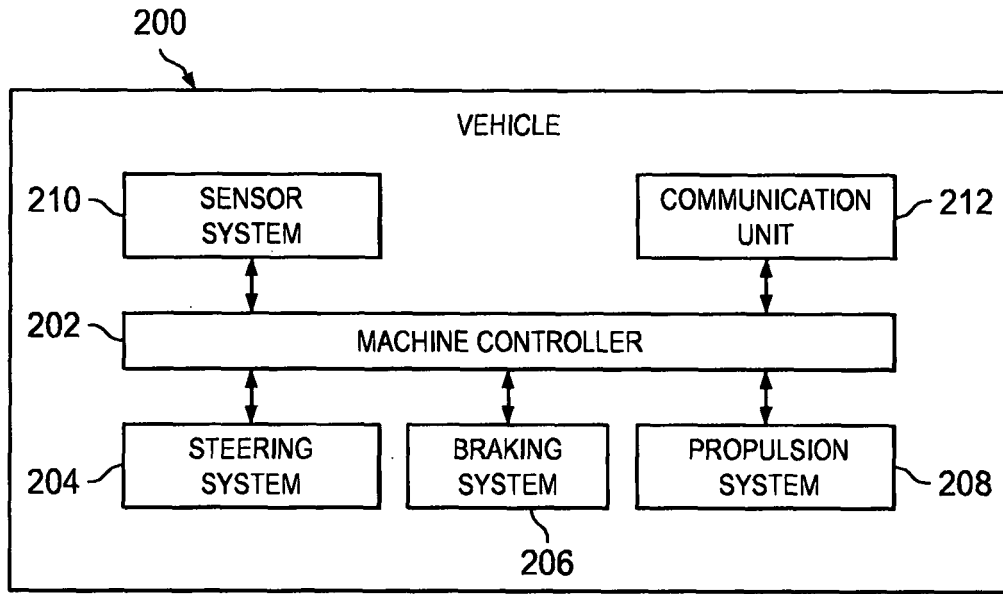 200
VEHICLE
210
SENSOR
SYSTEM
COMMUNICATION
UNIT
212
202
MACHINE CONTROLLER
204
STEERING
SYSTEM
BRAKING
SYSTEM
206
PROPULSION
SYSTEM
208